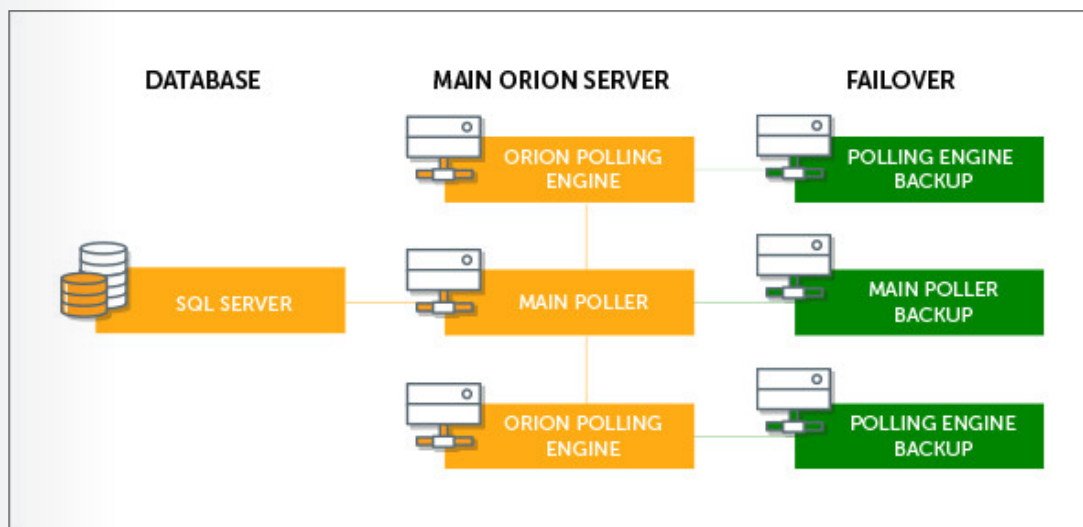 DATABASE
MAIN ORION SERVER
FAILOVER
ORION POLLING
ENGINE
POLLING ENGINE
BACKUP
SQL SERVER
MAIN POLLER
MAIN POLLER
BACKUP
ORION POLLING
ENGINE
POLLING ENGINE
BACKUP